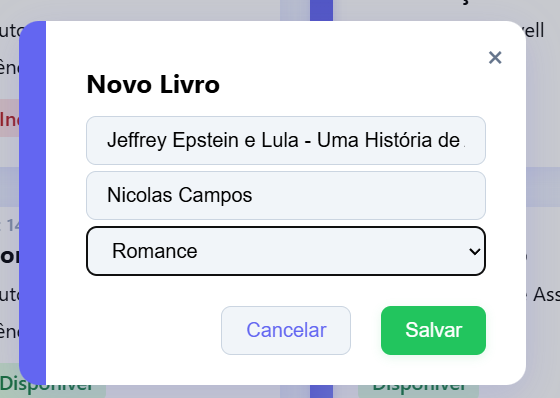 Novo Livro
Jeffrey Epstein e Lula - Uma História de
Nicolas Campos
Romance
Cancelar
Salvar
Disponível
Disponível